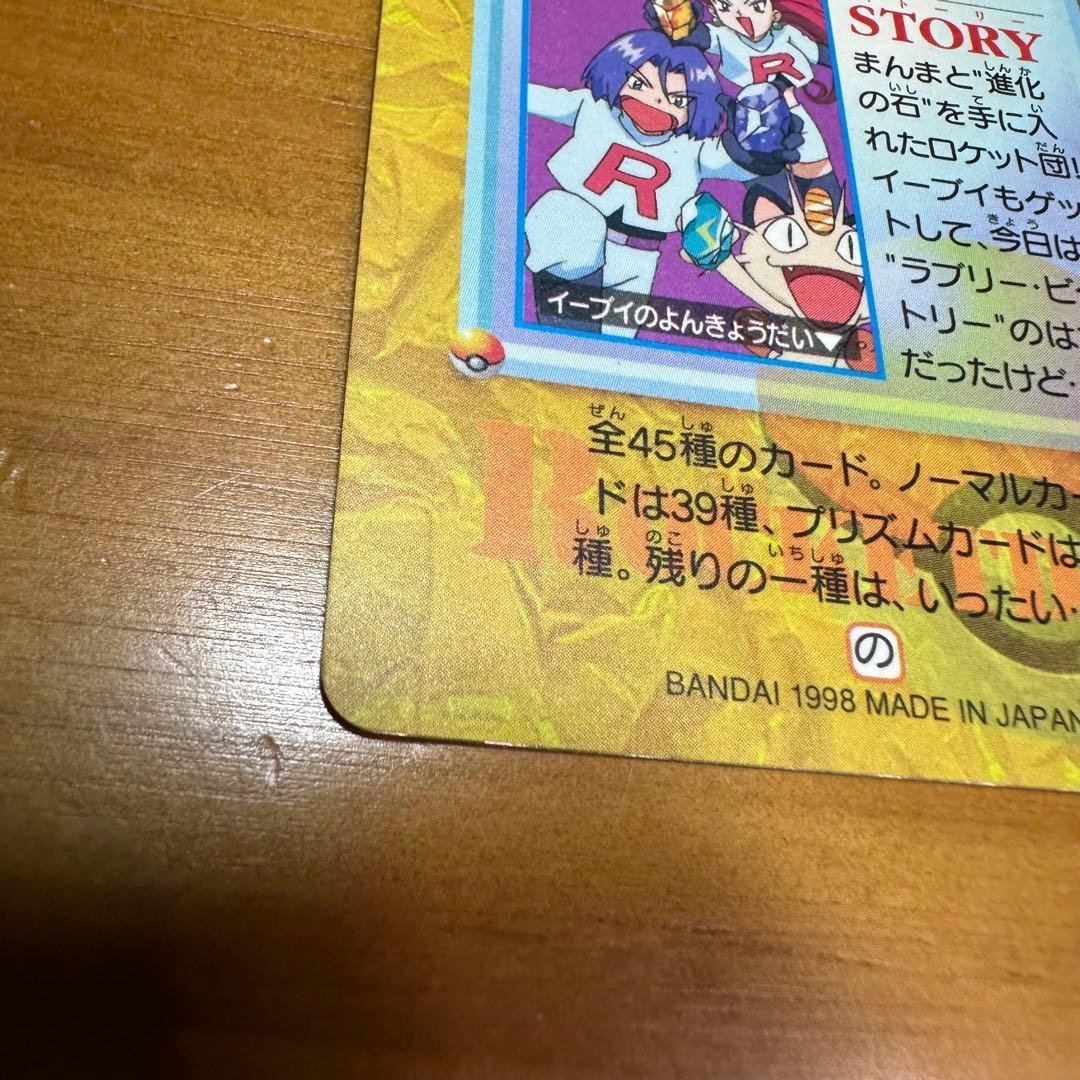 STORY
まんまと"進化
の石"を手に入
れたロケット団!
イーブイもゲッ
トして、今日は
"ラブリー・ビ
トリー"のは
だったけど・
R
R
イーブイのよんきょうだい▼
全45種のカード。ノーマルカー
ドは39種、プリズムカードは
種。残りの一種は、いったい・
の
BANDAI 1998 MADE IN JAPAN